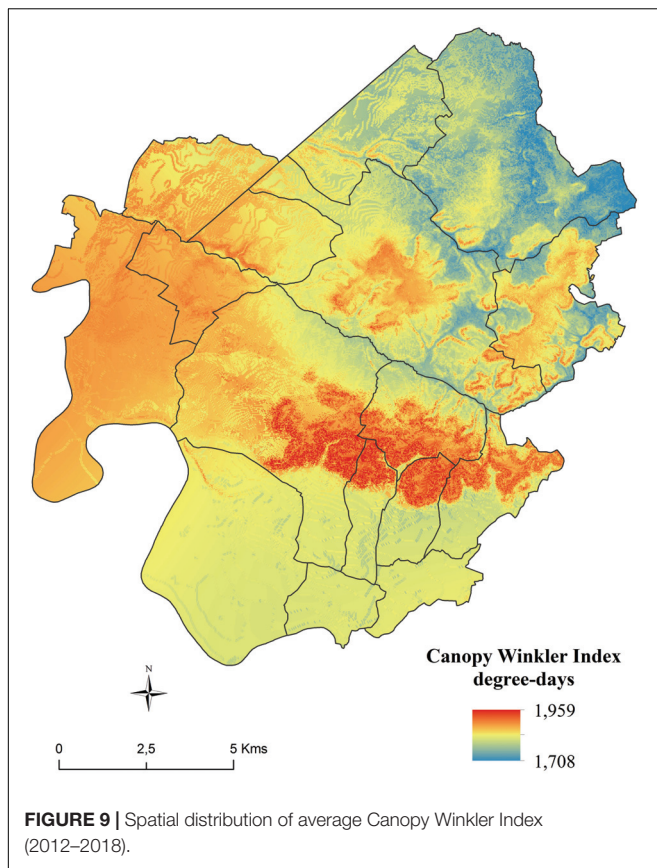 N
Canopy Winkler Index
degree-days
1,959
1,708
0 2,5 5 Kms
FIGURE 9 | Spatial distribution of average Canopy Winkler Index
(2012–2018).